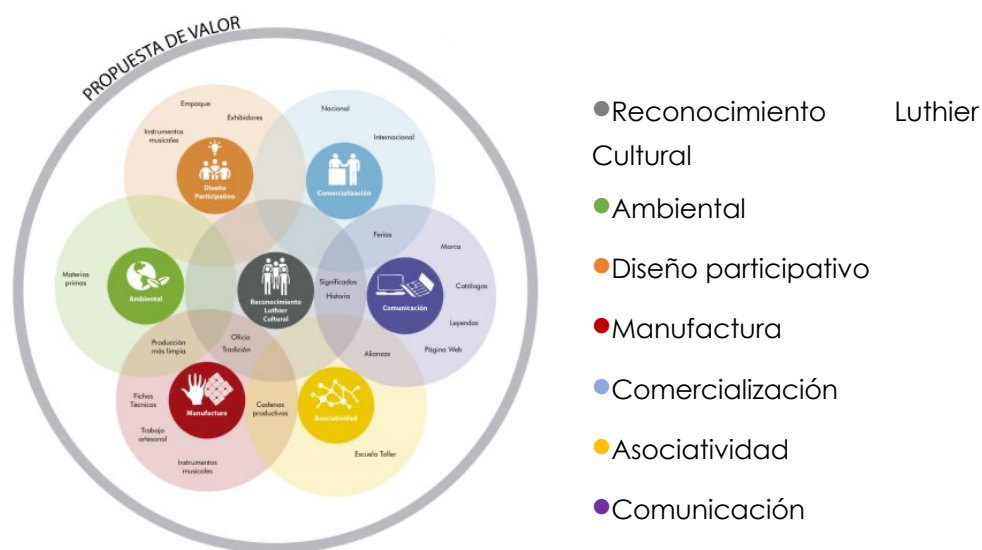 PROPUESTA DE VALOR
Empaque
Exhibidores
Instrumentos
musicales
Diseño
Participativo
Nacional
Internacional
Comercialización
Materias
primas
Ambiental
Reconocimiento
Luthier
Cultural
Significados
Historia
Ferias
Marca
Catálogos
Leyendas
Página Web
Comunicación
Producción
más limpia
Oficio
Tradición
Alianzas
Fichas
Técnicas
Trabajo
artesanal
Instrumentos
musicales
Manufactura
Cadenas
productivas
Asociatividad
Escuela Taller
Reconocimiento Luthier
Cultural
Ambiental
Diseño participativo
Manufactura
Comercialización
Asociatividad
Comunicación